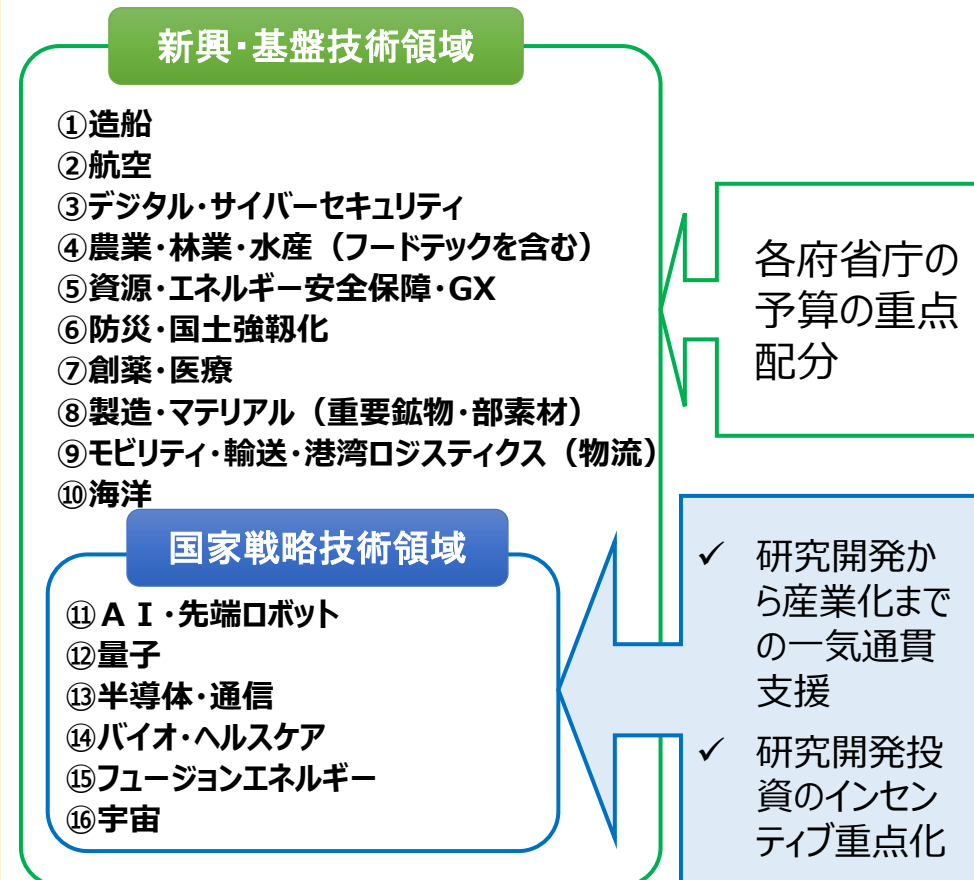 新興・基盤技術領域
①造船
②航空
③デジタル・サイバーセキュリティ
④農業・林業・水産（フードテックを含む）
⑤資源・エネルギー安全保障・GX
⑥防災・国土強靱化
⑦創薬・医療
⑧製造・マテリアル（重要鉱物・部素材）
⑨モビリティ・輸送・港湾ロジスティクス（物流）
⑩海洋
国家戦略技術領域
⑪ＡＩ・先端ロボット
⑫量子
⑬半導体・通信
⑭バイオ・ヘルスケア
⑮フュージョンエネルギー
⑯宇宙
各府省庁の
予算の重点
配分
✓ 研究開発か
ら産業化まで
の一気通貫
支援
✓ 研究開発投
資のインセン
ティブ重点化